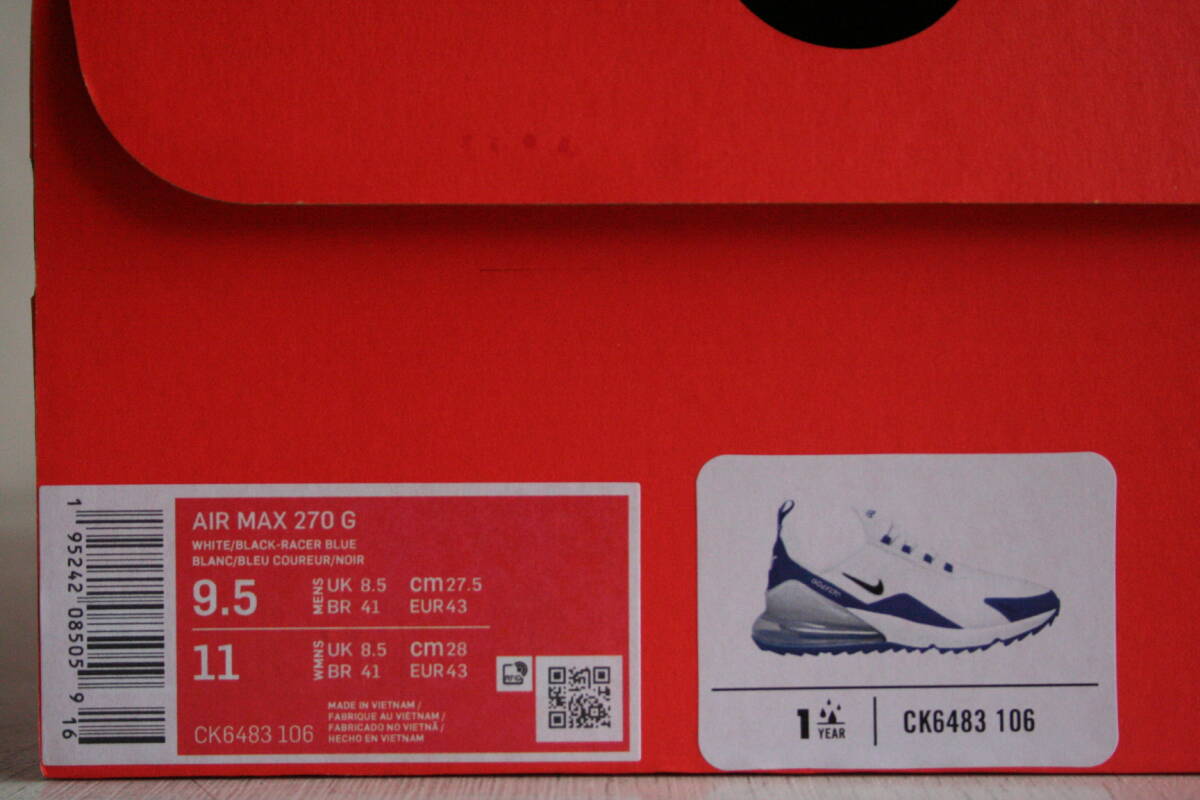 AIR MAX 270 G
WHITE/BLACK-RACER BLUE
BLANC/BLEU COUREUR/NOIR
9.5 MENS UK 8.5 cm 27.5
BR 41 EUR 43
11 WMNS UK 8.5 cm 28
BR 41 EUR 43
CK6483 106
MADE IN VIETNAM /
FABRIQUE AU VIETNAM /
FABRICADO NO VIETNÃ /
HECHO EN VIETNAM
RFID
1 95242 08505 9 16
1 YEAR
CK6483 106